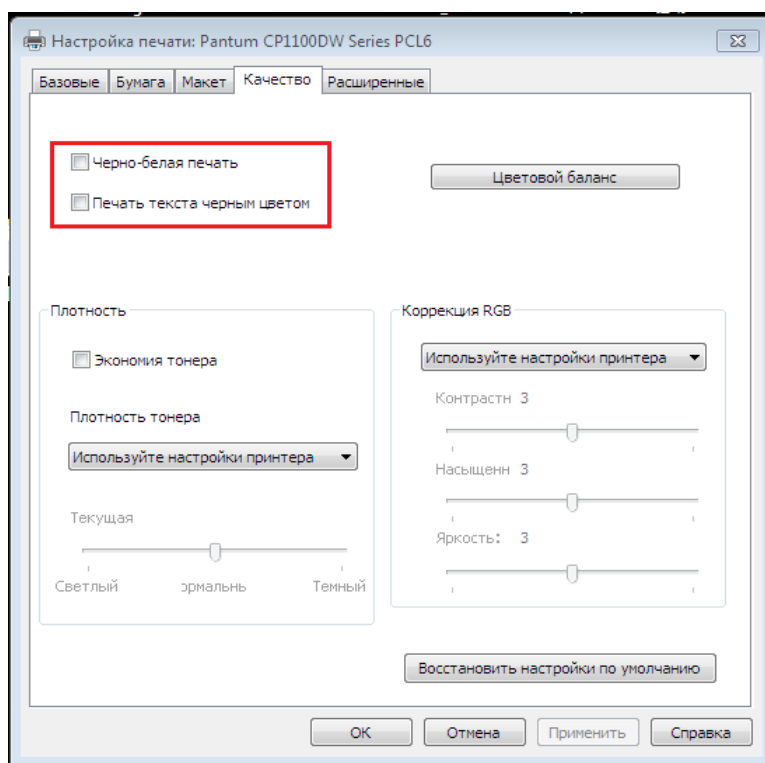 Настройка печати: Pantum CP1100DW Series PCL6
Базовые Бумага Макет Качество Расширенные
Черно-белая печать
Цветовой баланс
Печать текста черным цветом
Плотность
Коррекция RGB
Экономия тонера
Используйте настройки принтера
Контрастн 3
Плотность тонера
Используйте настройки принтера
Насыщенн 3
Текущая
Яркость: 3
Светлый ормальнь Темный
Восстановить настройки по умолчанию
ОК Отмена Применить Справка